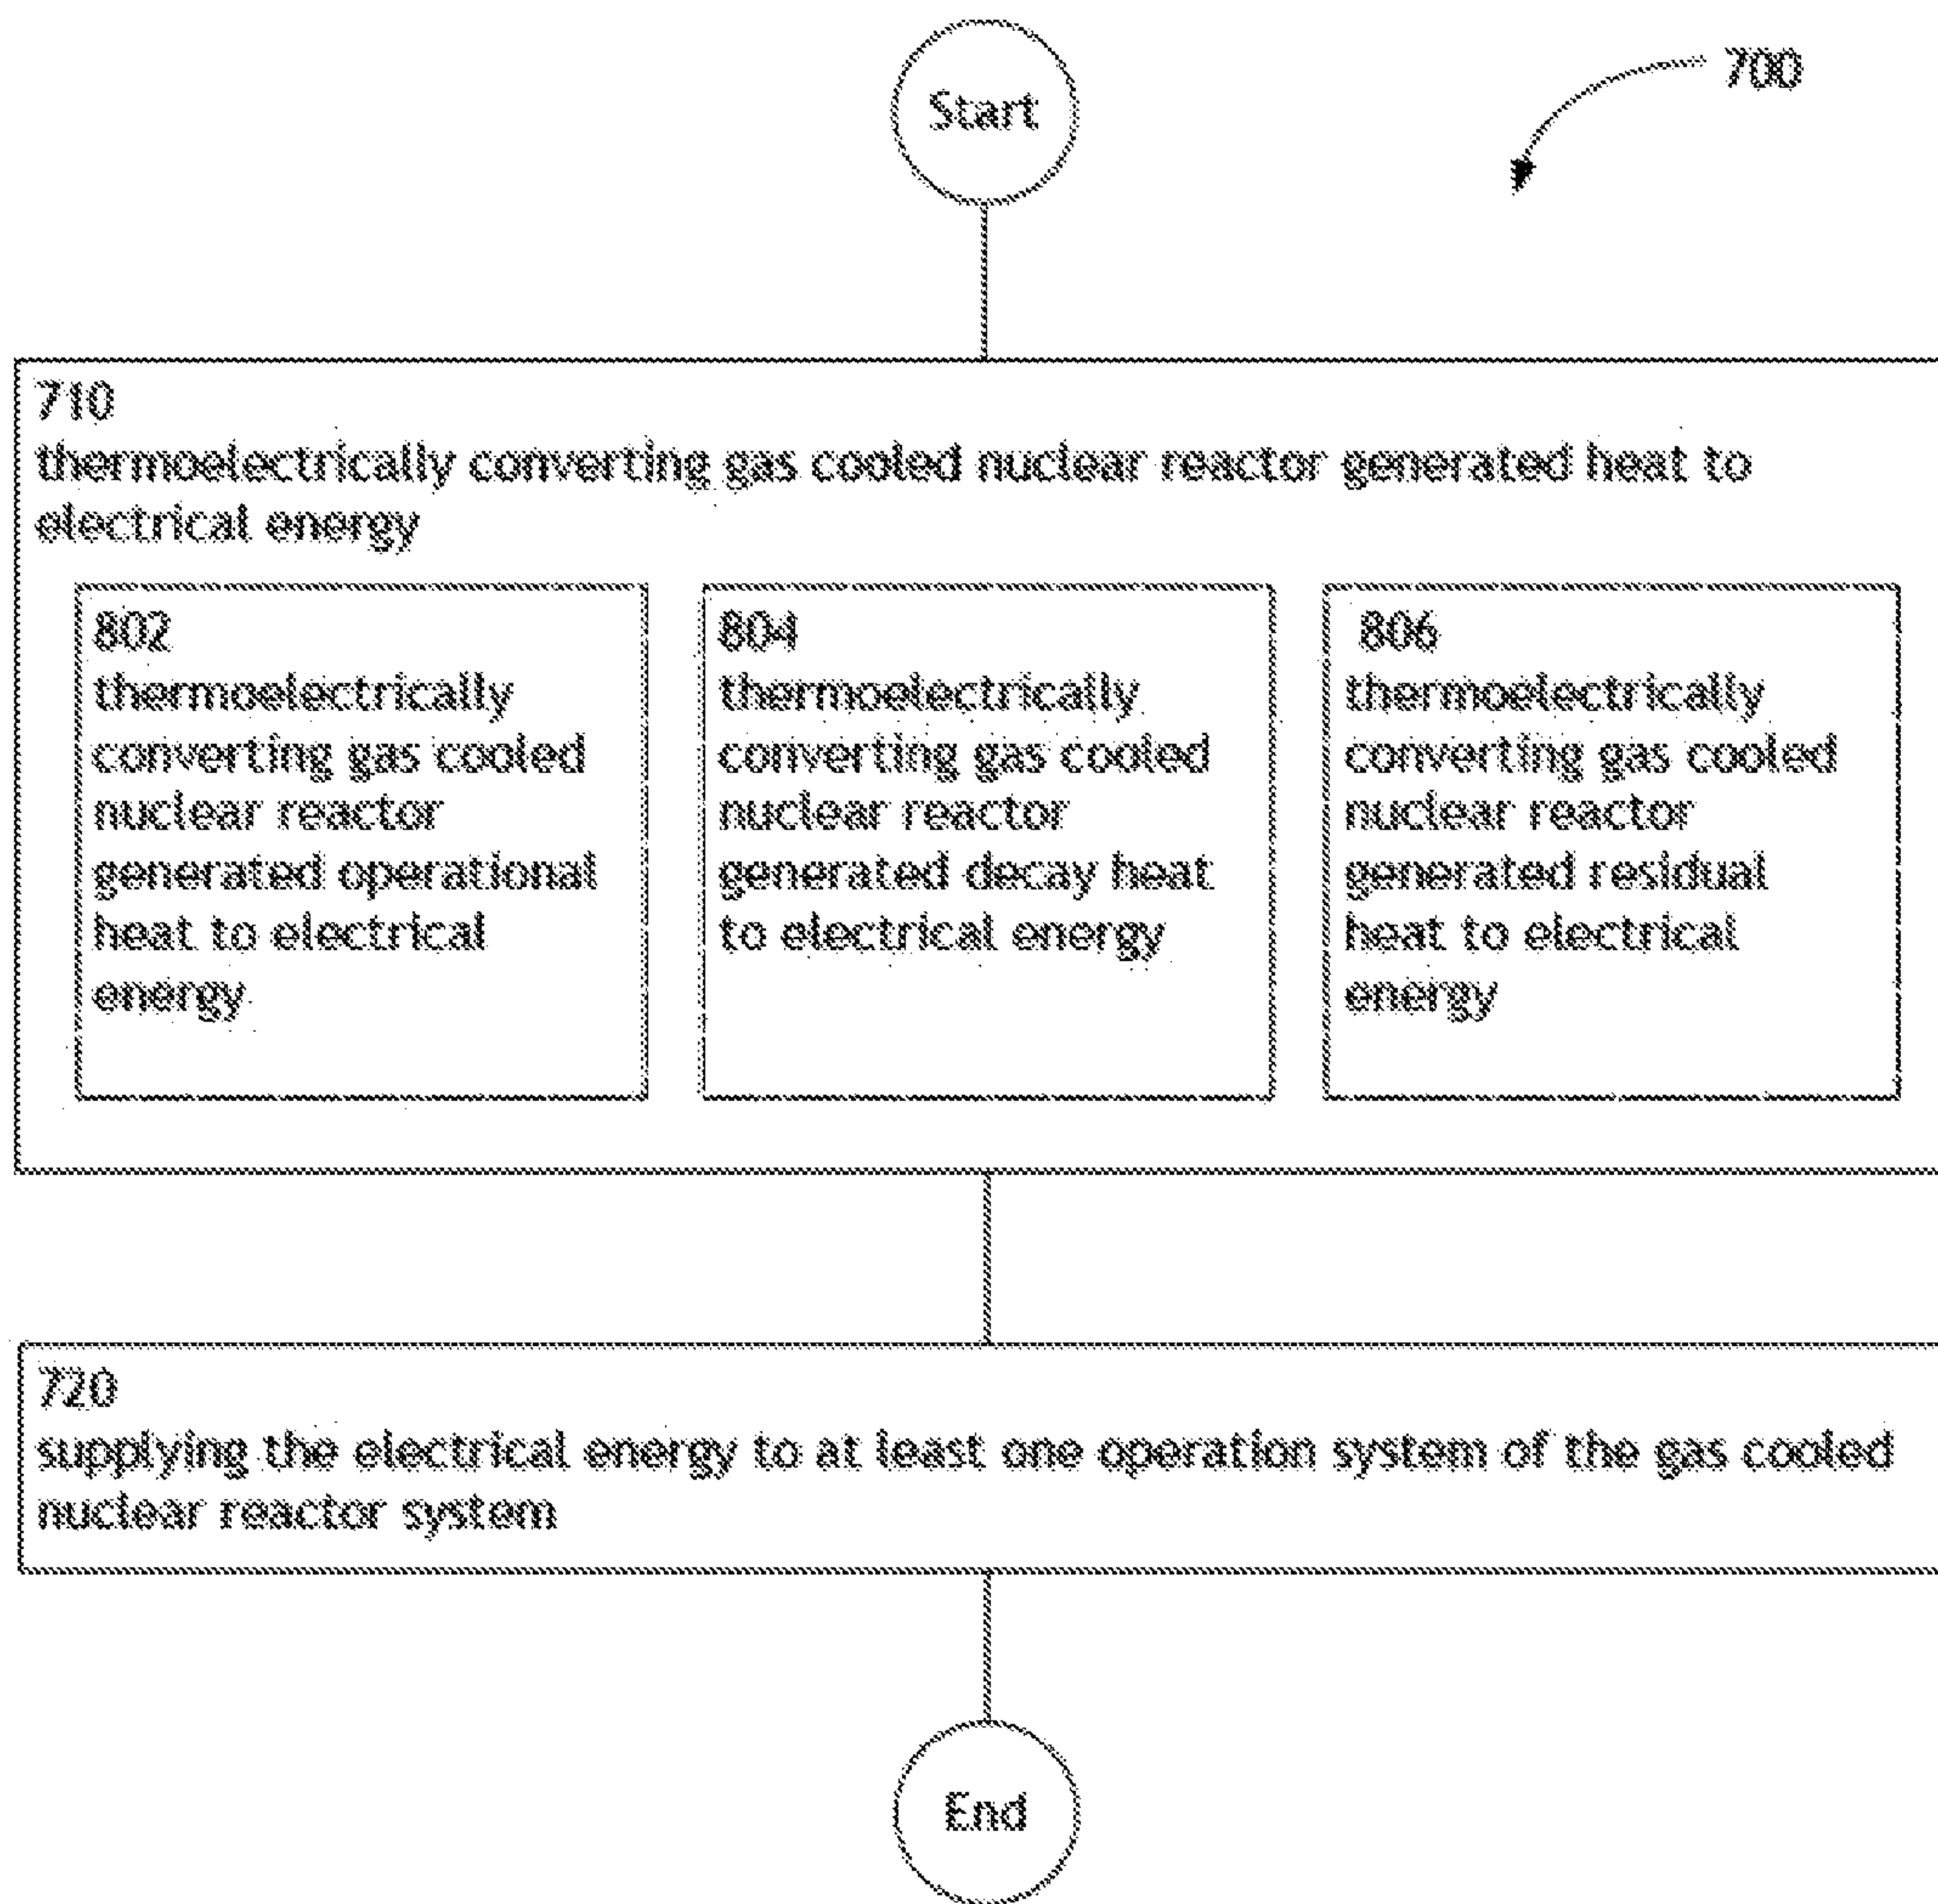 Start
700
710
thermoelectrically converting gas cooled nuclear reactor generated heat to
electrical energy
802
thermoelectrically
converting gas cooled
nuclear reactor
generated operational
heat to electrical
energy
804
thermoelectrically
converting gas cooled
nuclear reactor
generated decay heat
to electrical energy
806
thermoelectrically
converting gas cooled
nuclear reactor
generated residual
heat to electrical
energy
720
supplying the electrical energy to at least one operation system of the gas cooled
nuclear reactor system
End